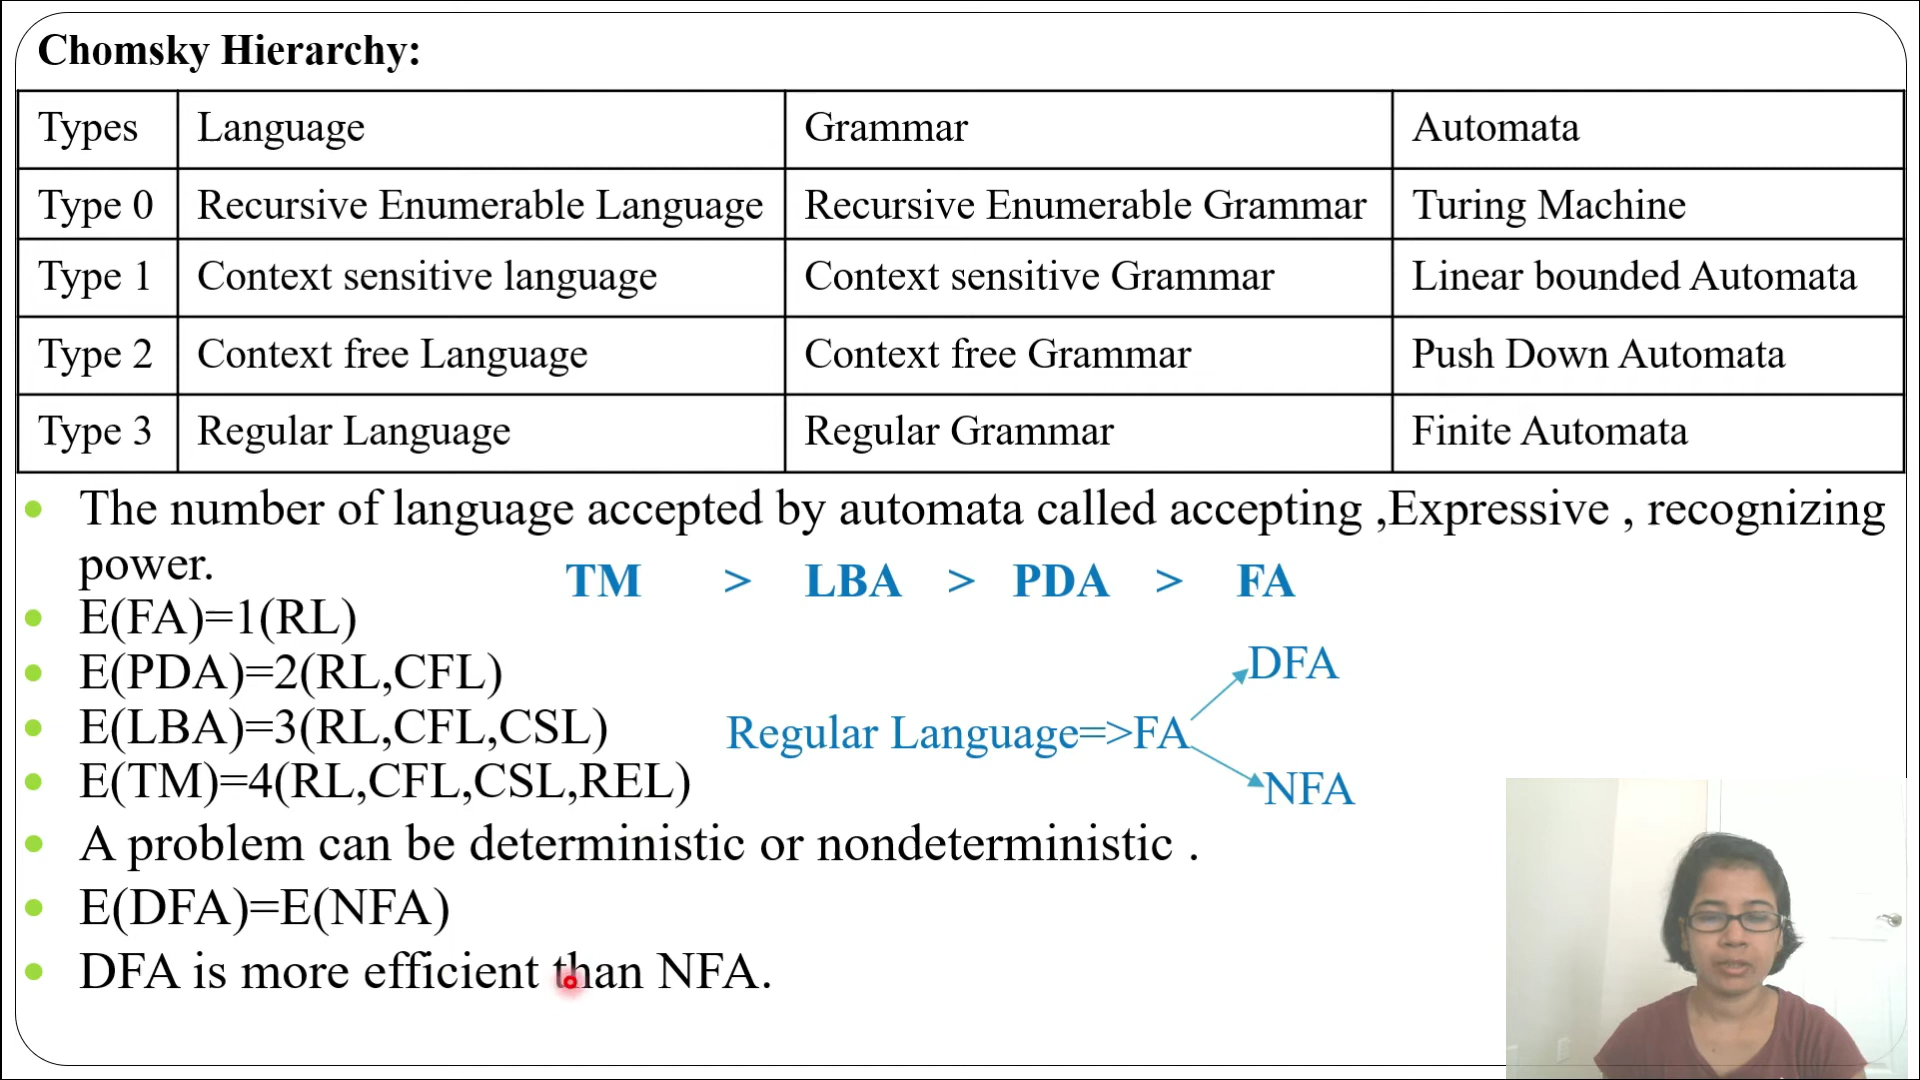 Chomsky Hierarchy:
Types Language Grammar Automata
Type 0 Recursive Enumerable Language Recursive Enumerable Grammar Turing Machine
Type 1 Context sensitive language Context sensitive Grammar Linear bounded Automata
Type 2 Context free Language Context free Grammar Push Down Automata
Type 3 Regular Language Regular Grammar Finite Automata
The number of language accepted by automata called accepting ,Expressive , recognizing
power.
TM > LBA > PDA > FA
E(FA)=1(RL)
E(PDA)=2(RL,CFL)
E(LBA)=3(RL,CFL,CSL)
E(TM)=4(RL,CFL,CSL,REL)
DFA
Regular Language=>FA
NFA
A problem can be deterministic or nondeterministic .
E(DFA)=E(NFA)
DFA is more efficient than NFA.